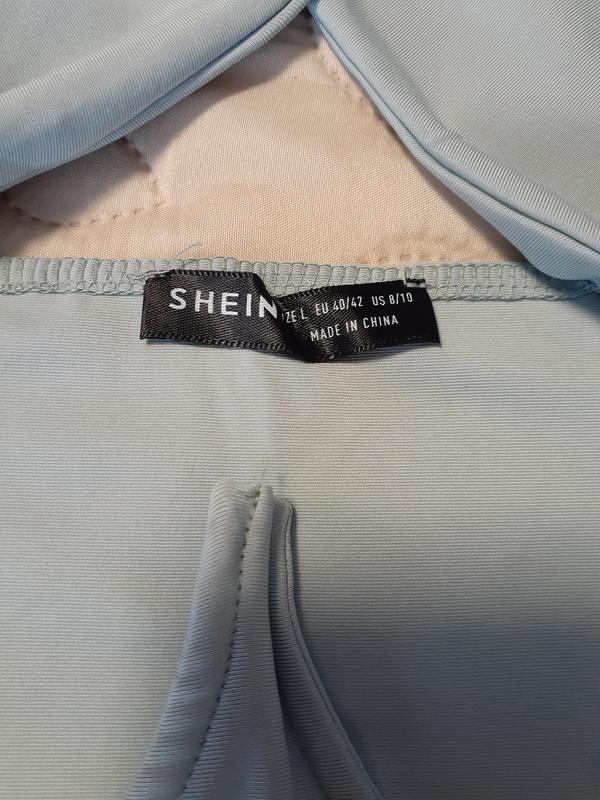 SHEIN
ZE L EU 40/42 US 8/10
MADE IN CHINA